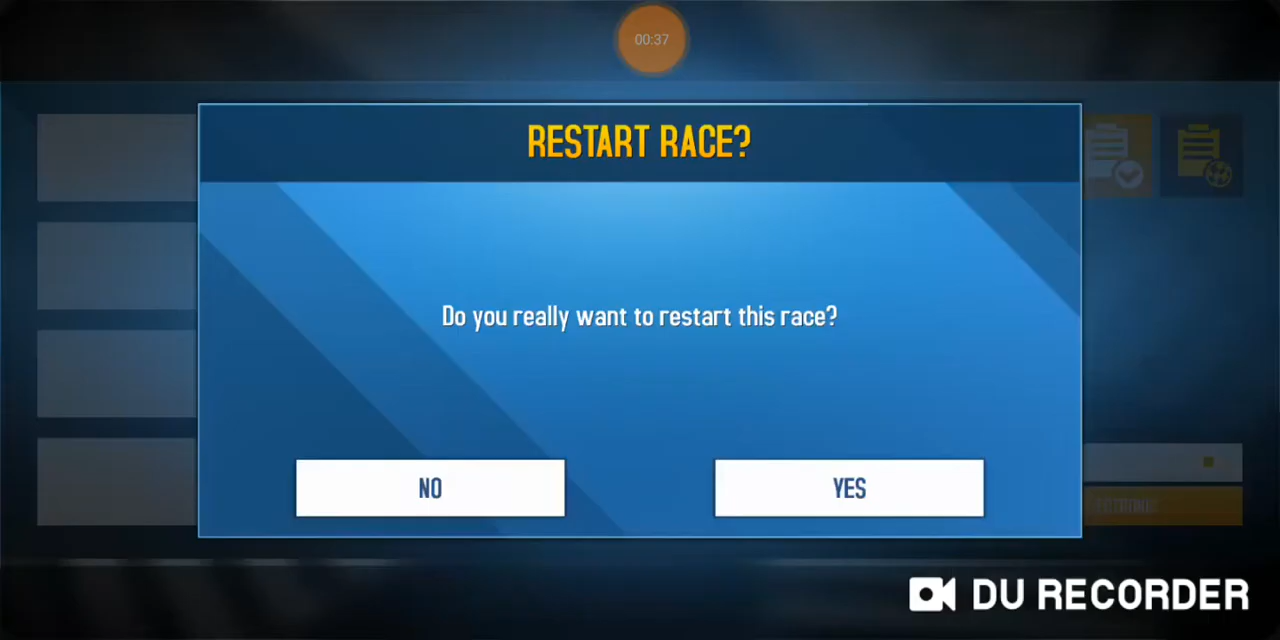 00:37
RESTART RACE?
Do you really want to restart this race?
NO
YES
DU RECORDER